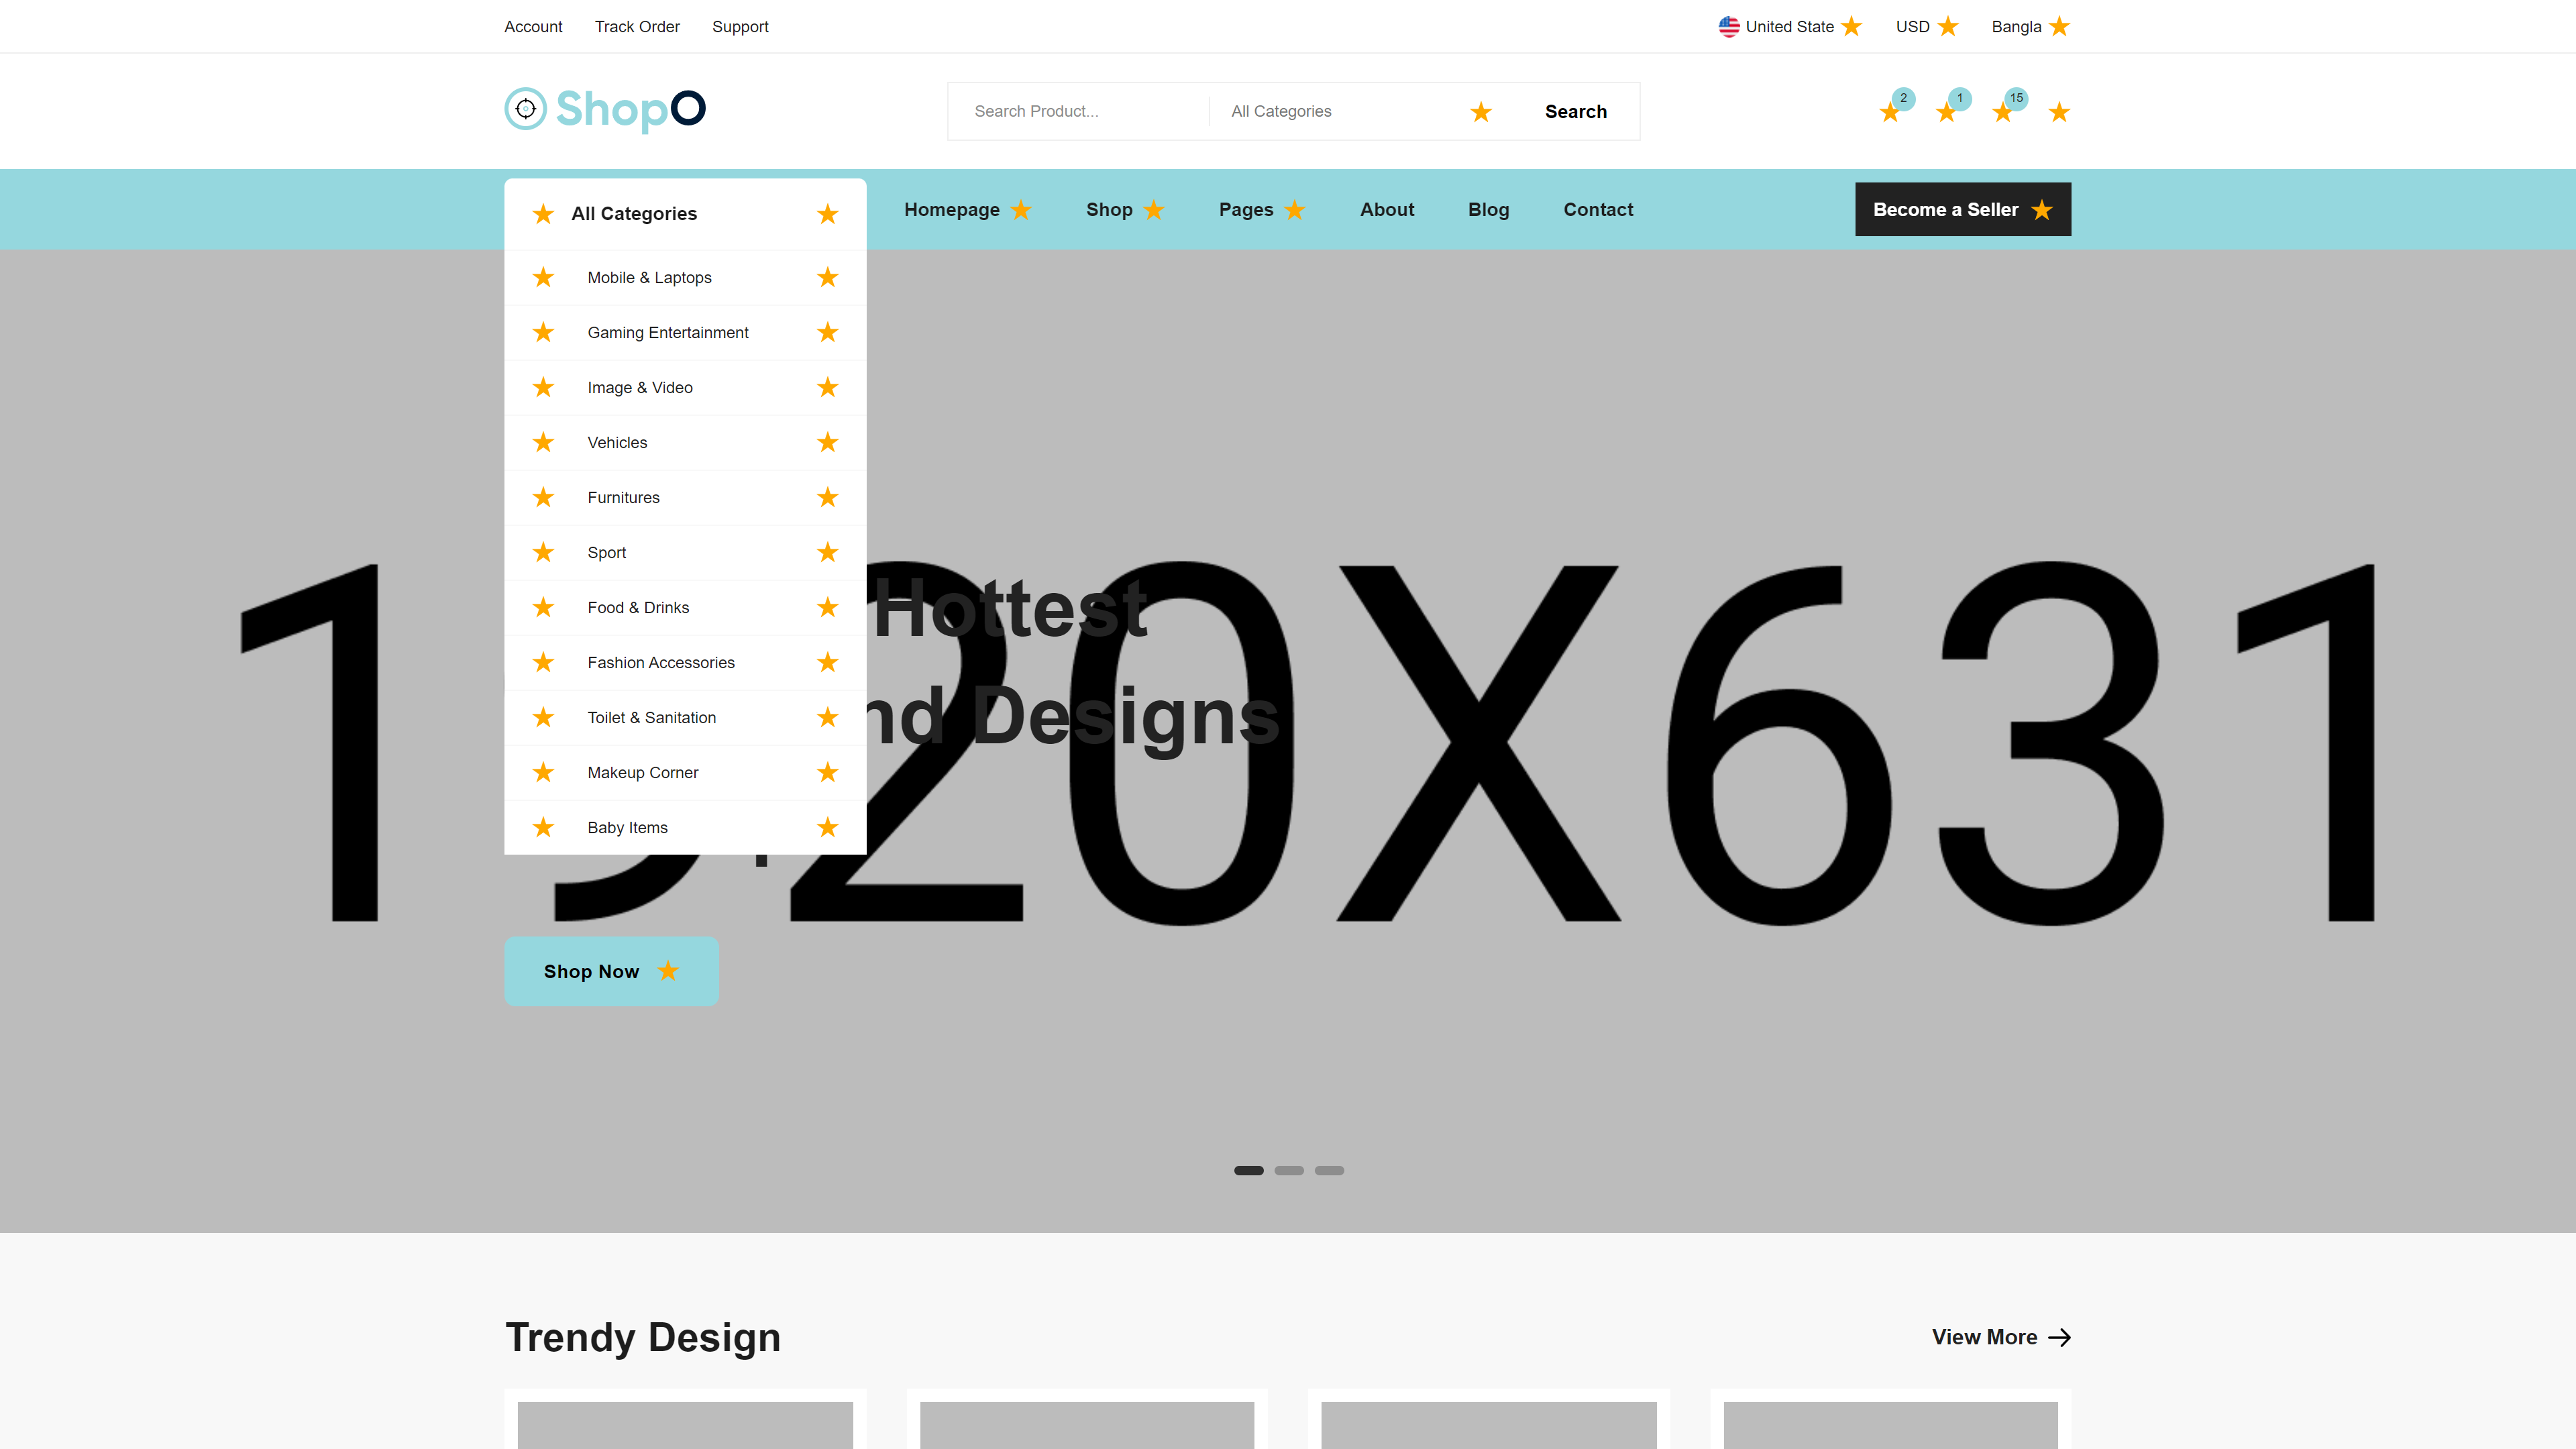 Account Track Order Support United State USD Bangla
ShopO Search Product... All Categories Search 2 1 15
All Categories Homepage Shop Pages About Blog Contact Become a Seller
Mobile & Laptops
Gaming Entertainment
Image & Video
Vehicles
Furnitures
Sport
Food & Drinks
Fashion Accessories
Toilet & Sanitation
Makeup Corner
Baby Items
Hottest
Designs
20X631
Shop Now
Trendy Design View More